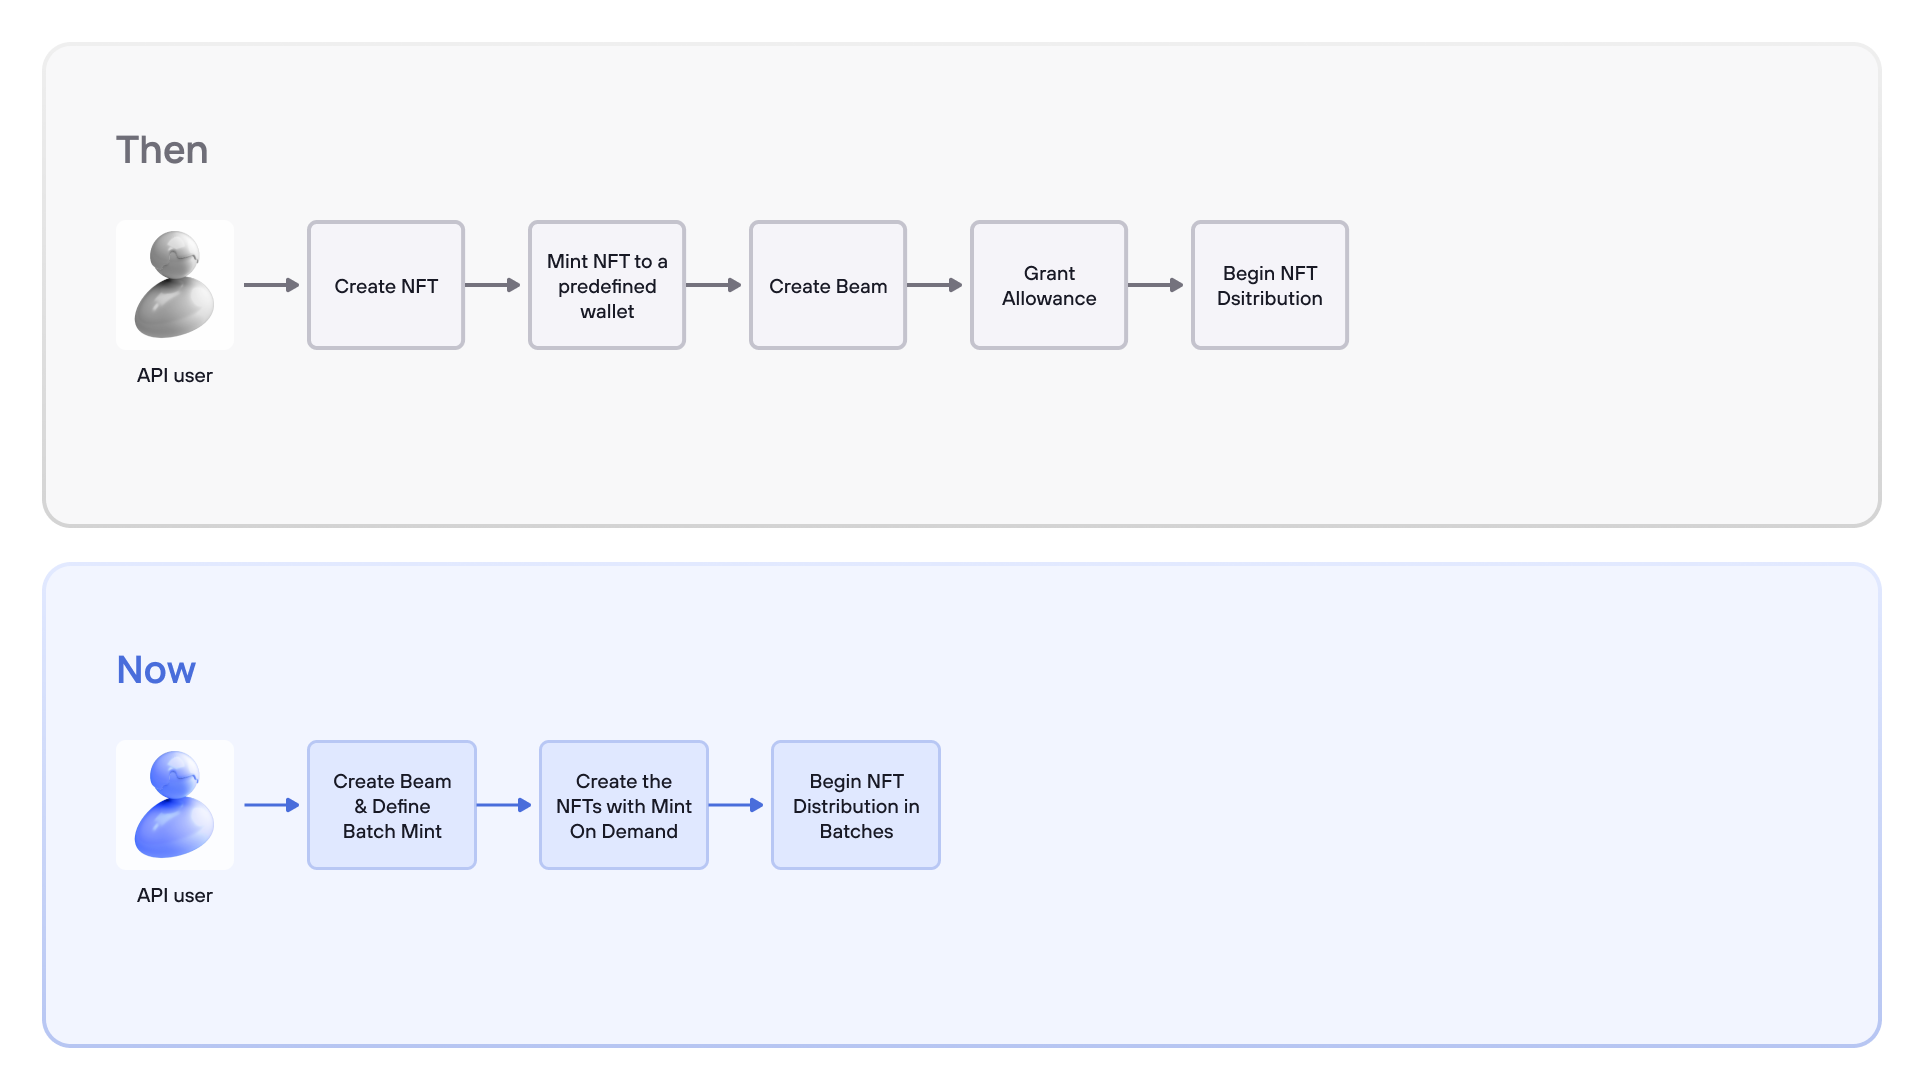 Then
Create NFT
Mint NFT to a
predefined
wallet
Create Beam
Grant
Allowance
Begin NFT
Dsitribution
API user
Now
Create Beam
& Define
Batch Mint
Create the
NFTs with Mint
On Demand
Begin NFT
Distribution in
Batches
API user